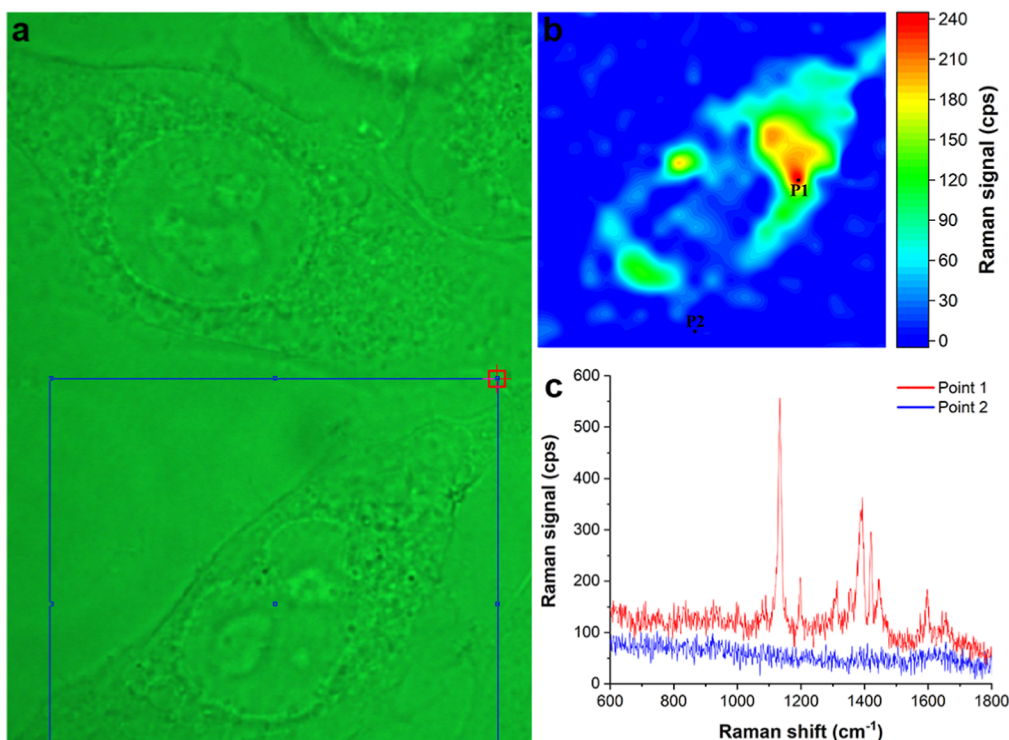 a
b
P1
P2
240
210
180
150
120
90
60
30
0
Raman signal (cps)
c
600
500
400
300
200
100
0
Raman signal (cps)
Point 1
Point 2
600
800
1000
1200
1400
1600
1800
Raman shift (cm⁻¹)